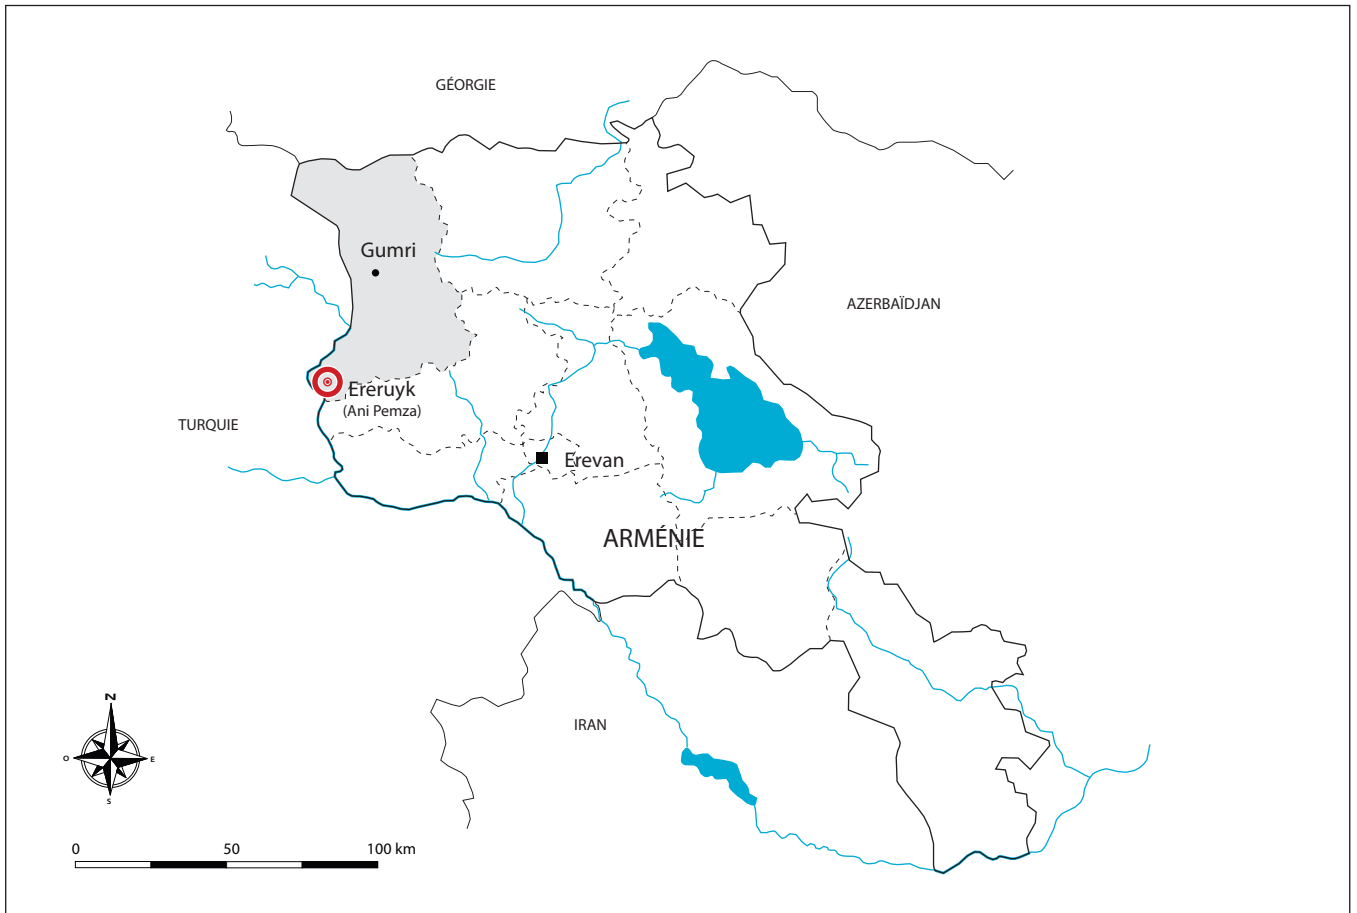 GÉORGIE
Gumri
AZERBAÏDJAN
Ereruyk
(Ani Pemza)
TURQUIE
Erevan
ARMÉNIE
IRAN
N
O
E
S
0 50 100 km